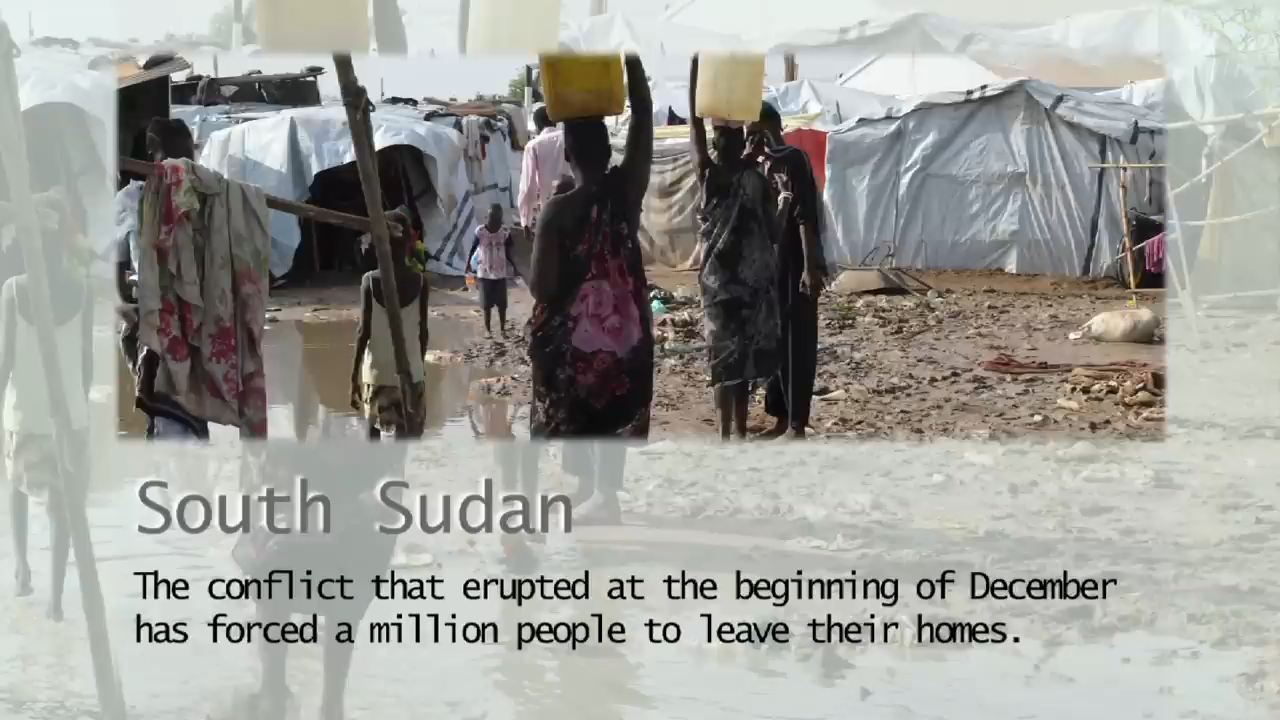 South Sudan
The conflict that erupted at the beginning of December
has forced a million people to leave their homes.